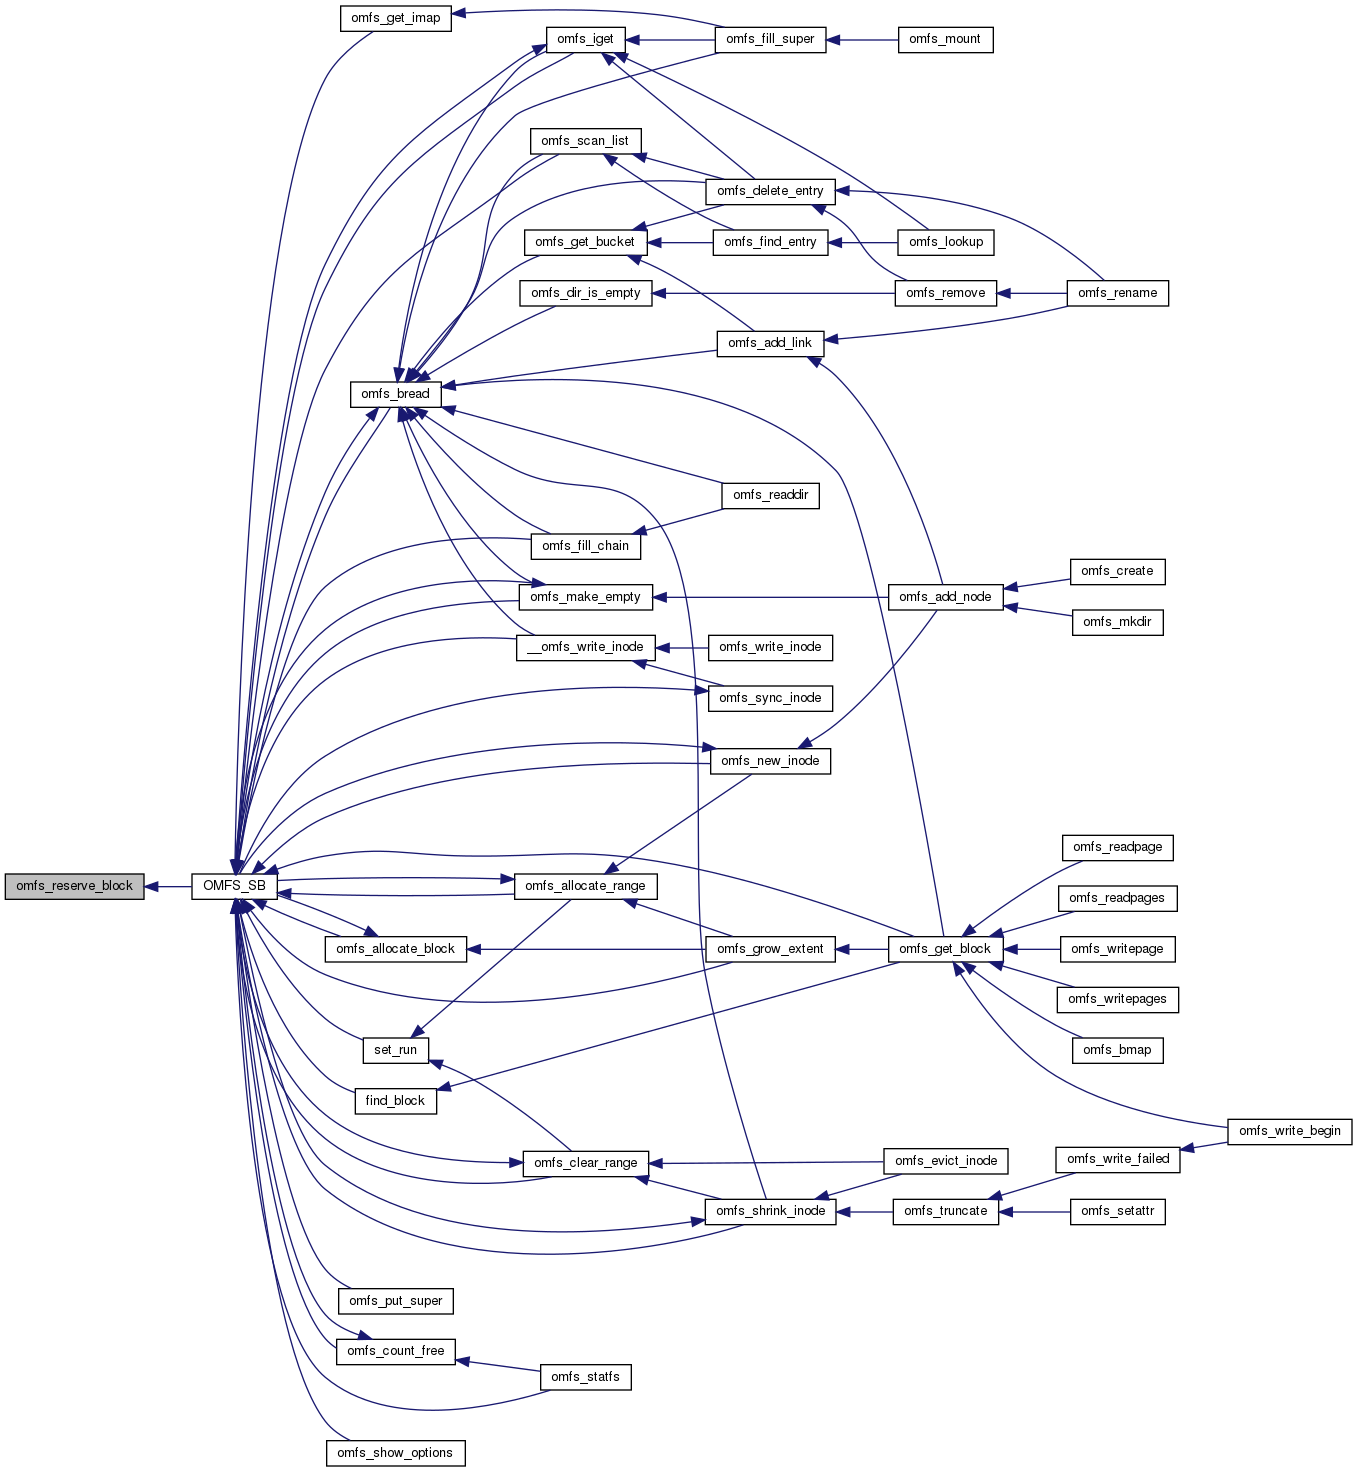 omfs_get_imap
omfs_iget
omfs_fill_super
omfs_mount
omfs_scan_list
omfs_delete_entry
omfs_get_bucket
omfs_find_entry
omfs_lookup
omfs_dir_is_empty
omfs_remove
omfs_rename
omfs_add_link
omfs_bread
omfs_readdir
omfs_fill_chain
omfs_create
omfs_make_empty
omfs_add_node
omfs_mkdir
__omfs_write_inode
omfs_write_inode
omfs_sync_inode
omfs_new_inode
omfs_readpage
omfs_reserve_block
OMFS_SB
omfs_allocate_range
omfs_readpages
omfs_allocate_block
omfs_grow_extent
omfs_get_block
omfs_writepage
omfs_writepages
set_run
omfs_bmap
find_block
omfs_write_begin
omfs_clear_range
omfs_evict_inode
omfs_write_failed
omfs_shrink_inode
omfs_truncate
omfs_setattr
omfs_put_super
omfs_count_free
omfs_statfs
omfs_show_options